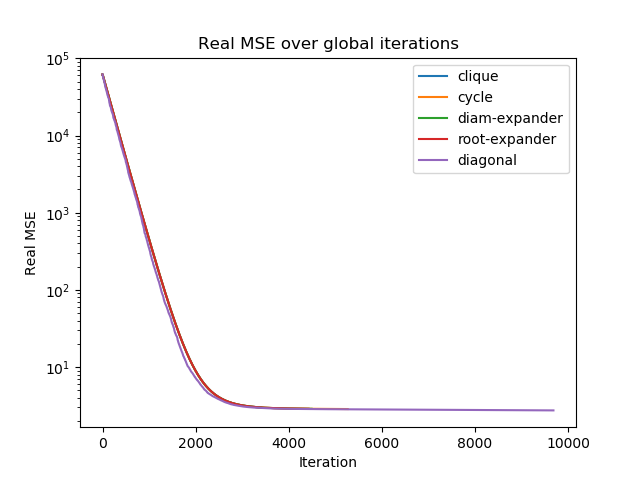 Real MSE over global iterations
10^5
10^4
10^3
10^2
10^1
Real MSE
clique
cycle
diam-expander
root-expander
diagonal
0 2000 4000 6000 8000 10000
Iteration